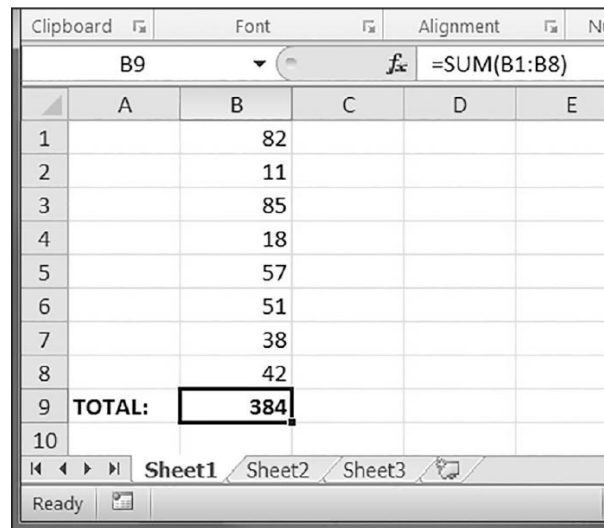 Clipboard Font Alignment
B9 fx =SUM(B1:B8)
A B C D E
1 82
2 11
3 85
4 18
5 57
6 51
7 38
8 42
9 TOTAL: 384
10
Sheet1 Sheet2 Sheet3
Ready